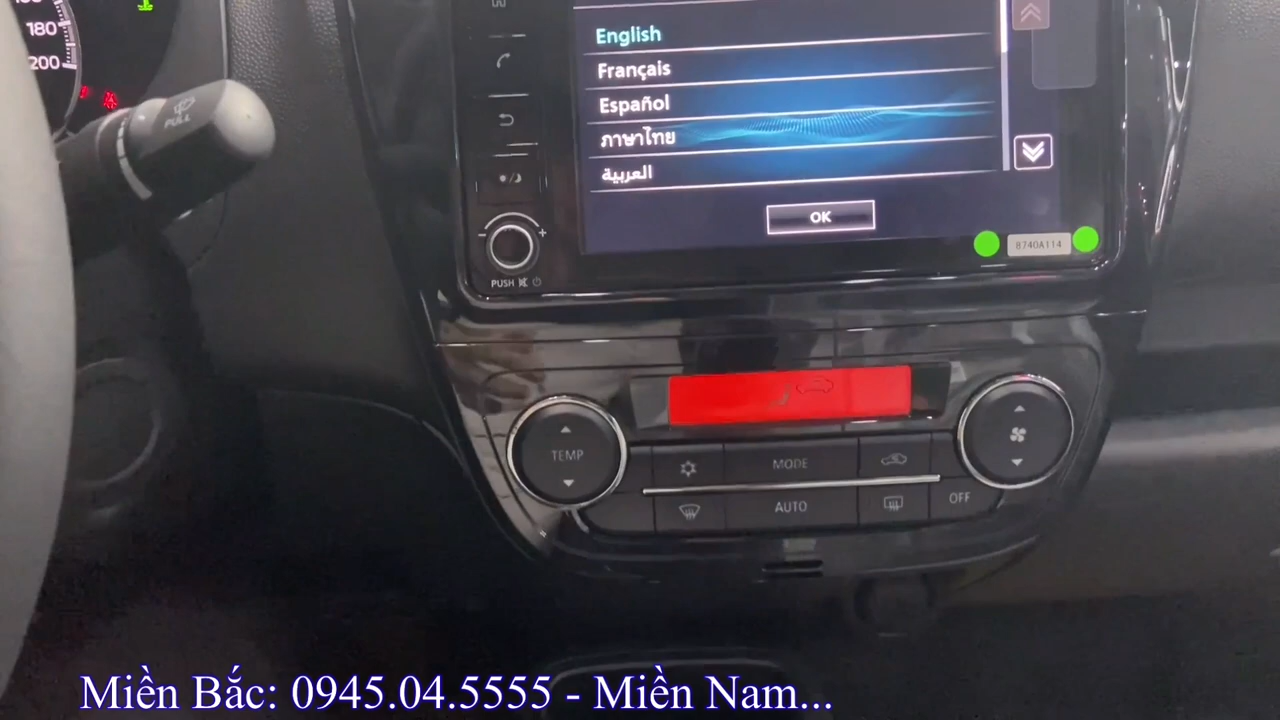 180
200
PULL
English
Français
Español
ภาษาไทย
العربية
OK
8740A114
PUSH
TEMP
MODE
AUTO
OFF
Miền Bắc: 0945.04.5555 - Miền Nam...